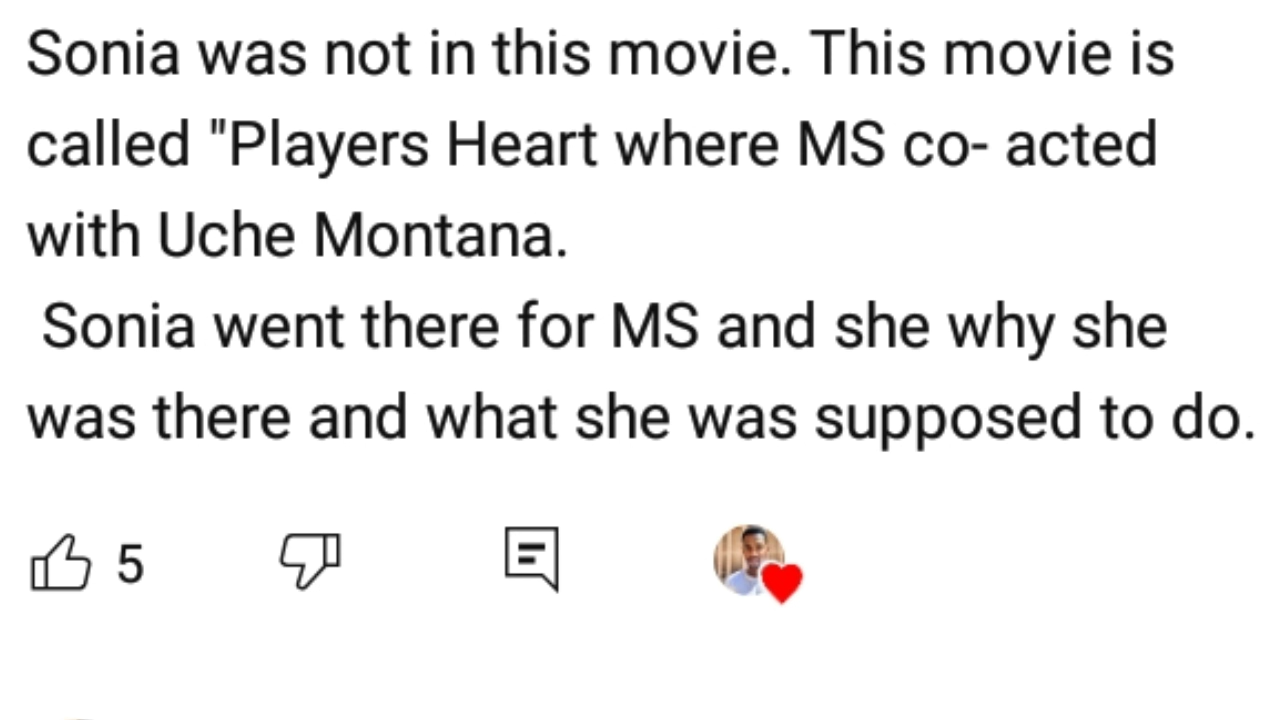 Sonia was not in this movie. This movie is
called "Players Heart where MS co- acted
with Uche Montana.
Sonia went there for MS and she why she
was there and what she was supposed to do.
5